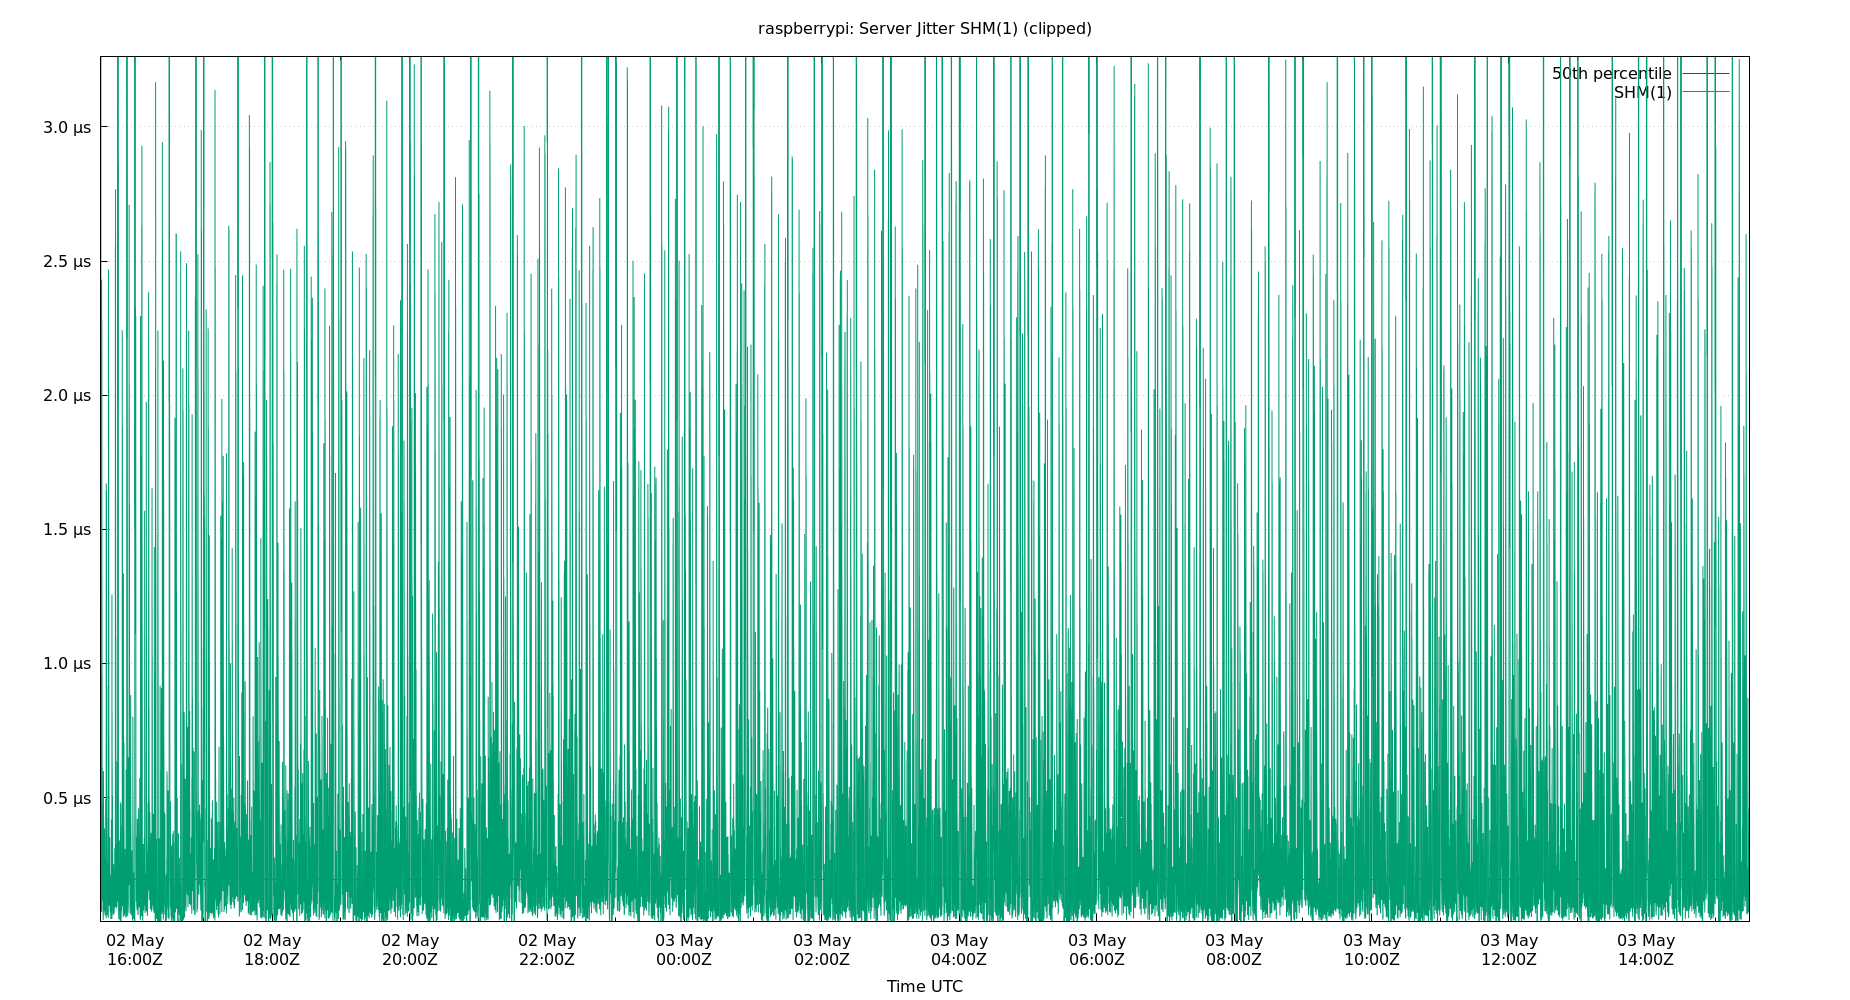 raspberrypi: Server Jitter SHM(1) (clipped)
50th percentile
SHM(1)
3.0 µs
2.5 µs
2.0 µs
1.5 µs
1.0 µs
0.5 µs
02 May 02 May 02 May 02 May 03 May 03 May 03 May 03 May 03 May 03 May 03 May 03 May
16:00Z 18:00Z 20:00Z 22:00Z 00:00Z 02:00Z 04:00Z 06:00Z 08:00Z 10:00Z 12:00Z 14:00Z
Time UTC